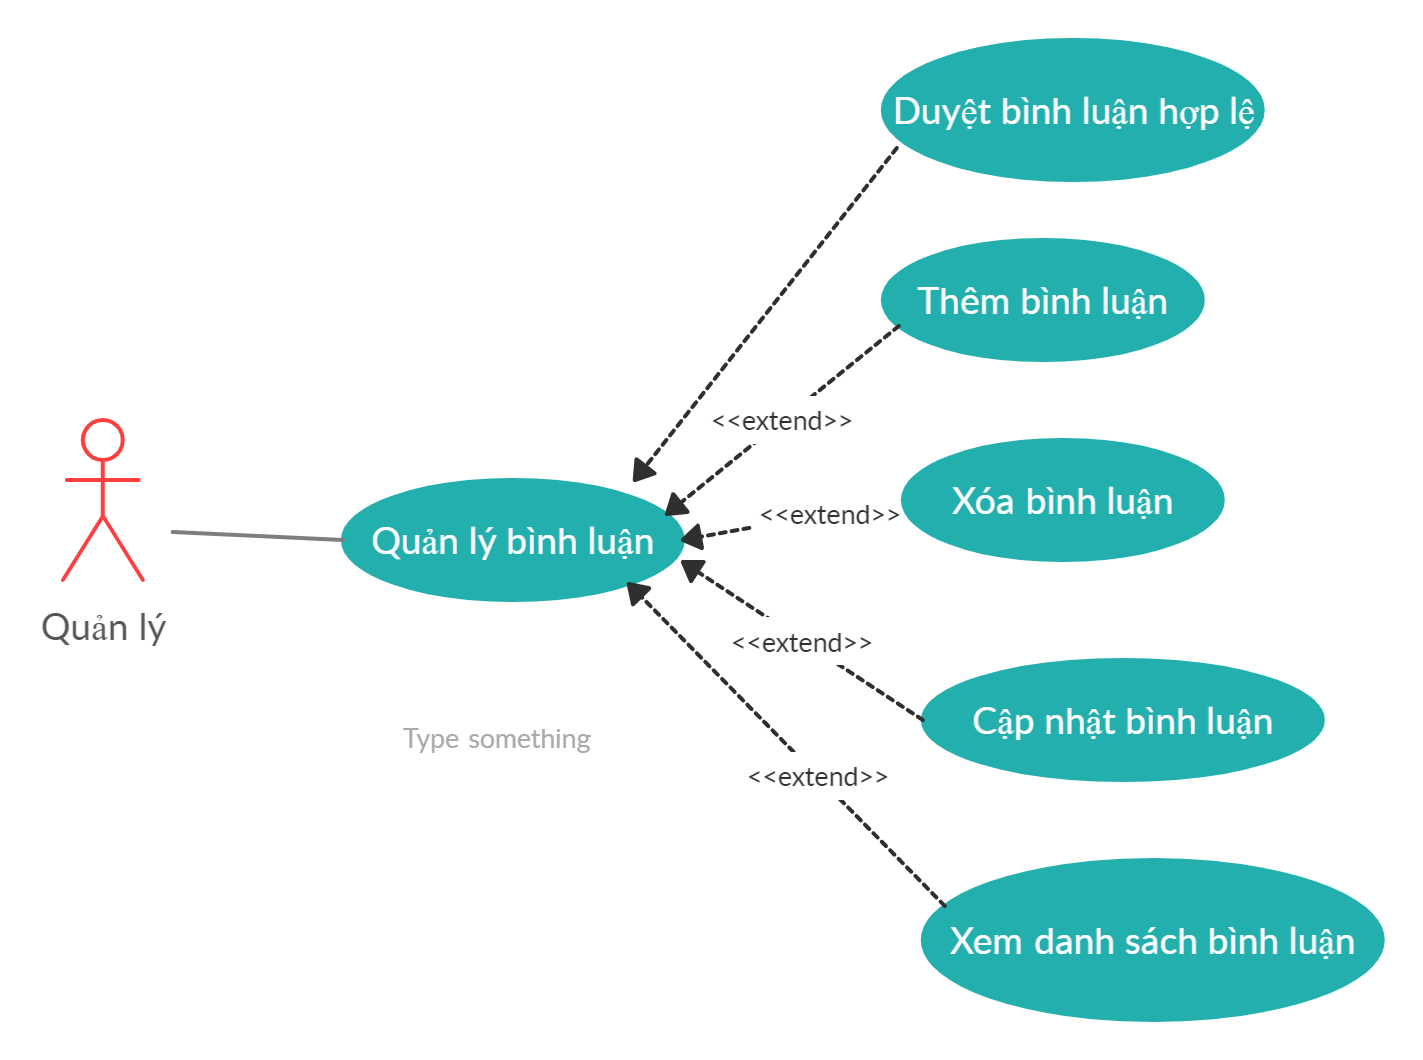 Duyệt bình luận hợp lệ
Thêm bình luận
<<extend>>
Xóa bình luận
<<extend>>
Quản lý bình luận
Quản lý
<<extend>>
Cập nhật bình luận
Type something
<<extend>>
Xem danh sách bình luận